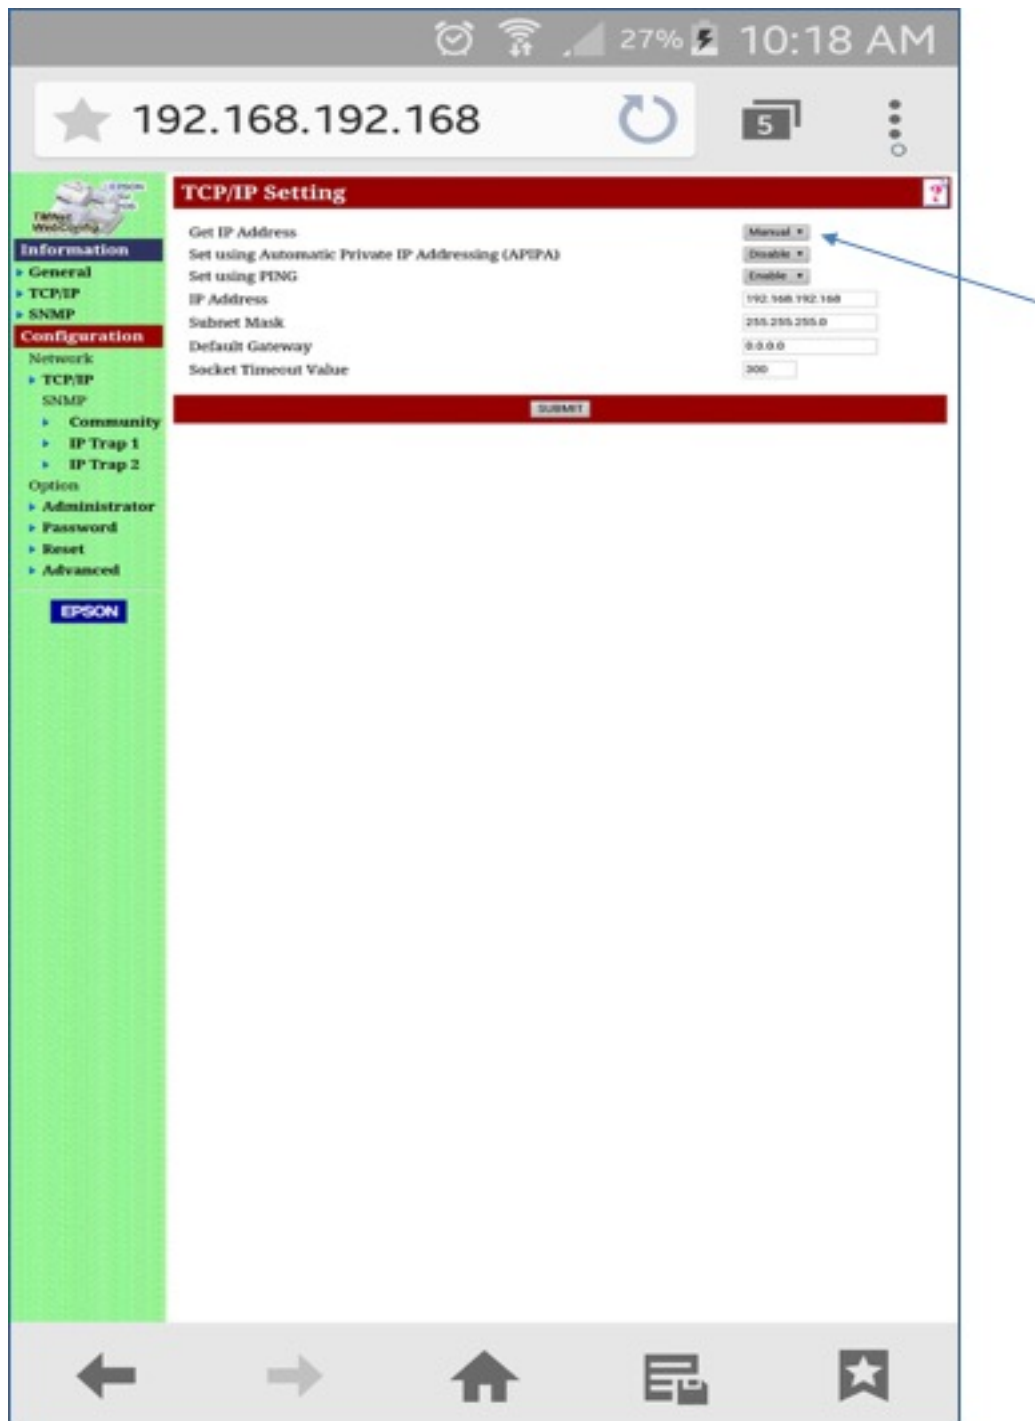 27% 10:18 AM
192.168.192.168
5
EPSON
TMNet
WebConfig
Information
General
TCP/IP
SNMP
Configuration
Network
TCP/IP
SNMP
Community
IP Trap 1
IP Trap 2
Option
Administrator
Password
Reset
Advanced
EPSON
TCP/IP Setting ?
Get IP Address Manual
Set using Automatic Private IP Addressing (APIPA) Disable
Set using PING Enable
IP Address 192.168.192.168
Subnet Mask 255.255.255.0
Default Gateway 0.0.0.0
Socket Timeout Value 300
SUBMIT